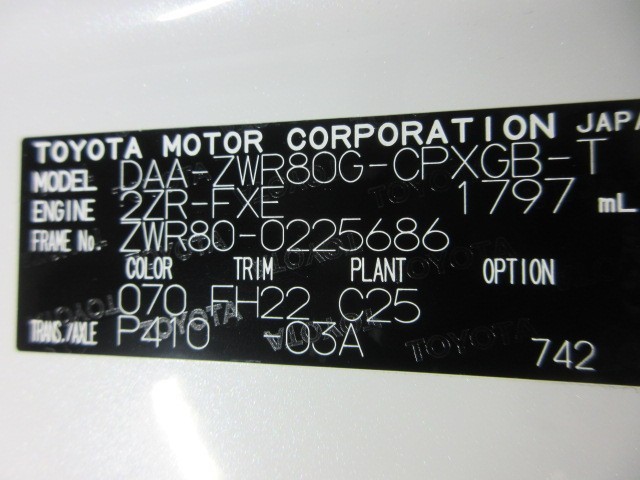 TOYOTA MOTOR CORPORATION JAPA
MODEL DAA-ZWR80G-CPXGB-T
ENGINE 2ZR-FXE 1797 mL
FRAME No. ZWR80-0225686
COLOR TRIM PLANT OPTION
070 FH22 C25
TRANS./AXLE P410 -03A
742